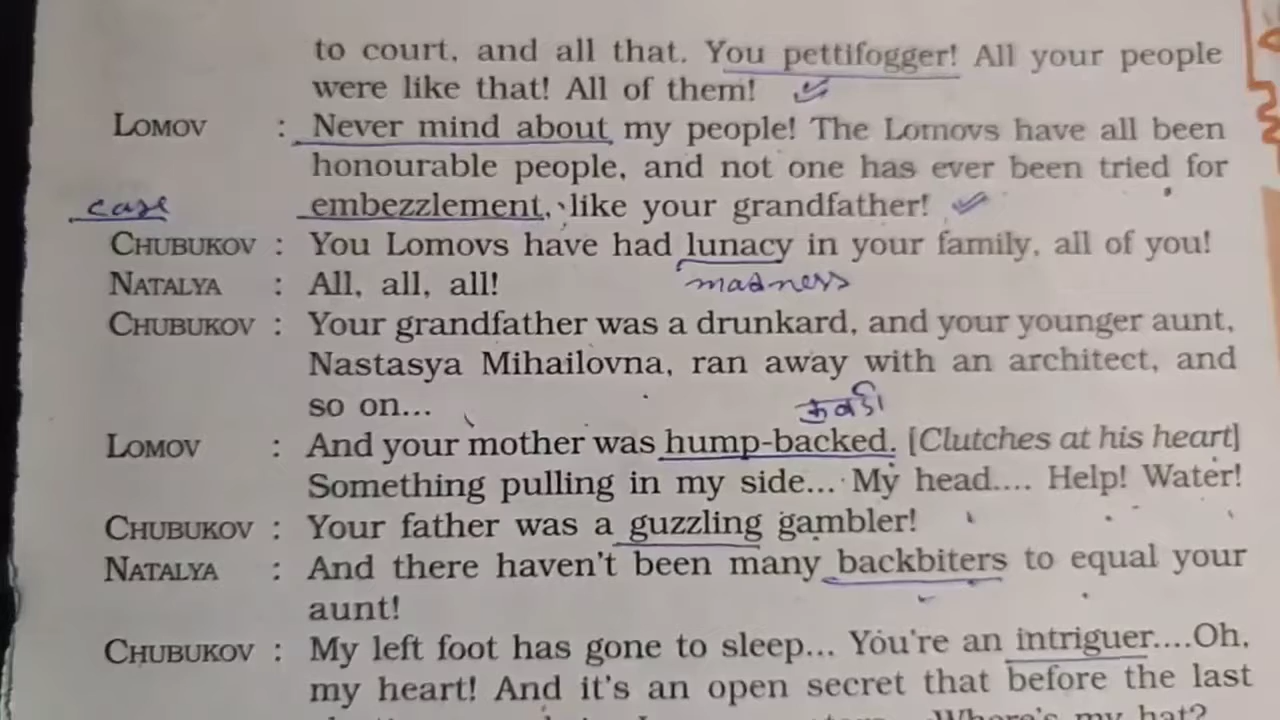 to court, and all that. You pettifogger! All your people
were like that! All of them!
LOMOV : Never mind about my people! The Lomovs have all been
honourable people, and not one has ever been tried for
case embezzlement, like your grandfather!
CHUBUKOV : You Lomovs have had lunacy in your family, all of you!
NATALYA : All, all, all!
madness
CHUBUKOV : Your grandfather was a drunkard, and your younger aunt,
Nastasya Mihailovna, ran away with an architect, and
so on...
LOMOV : And your mother was hump-backed. [Clutches at his heart]
Something pulling in my side... My head.... Help! Water!
CHUBUKOV : Your father was a guzzling gambler!
NATALYA : And there haven't been many backbiters to equal your
aunt!
CHUBUKOV : My left foot has gone to sleep... You're an intriguer....Oh,
my heart! And it's an open secret that before the last
Where's my hat?